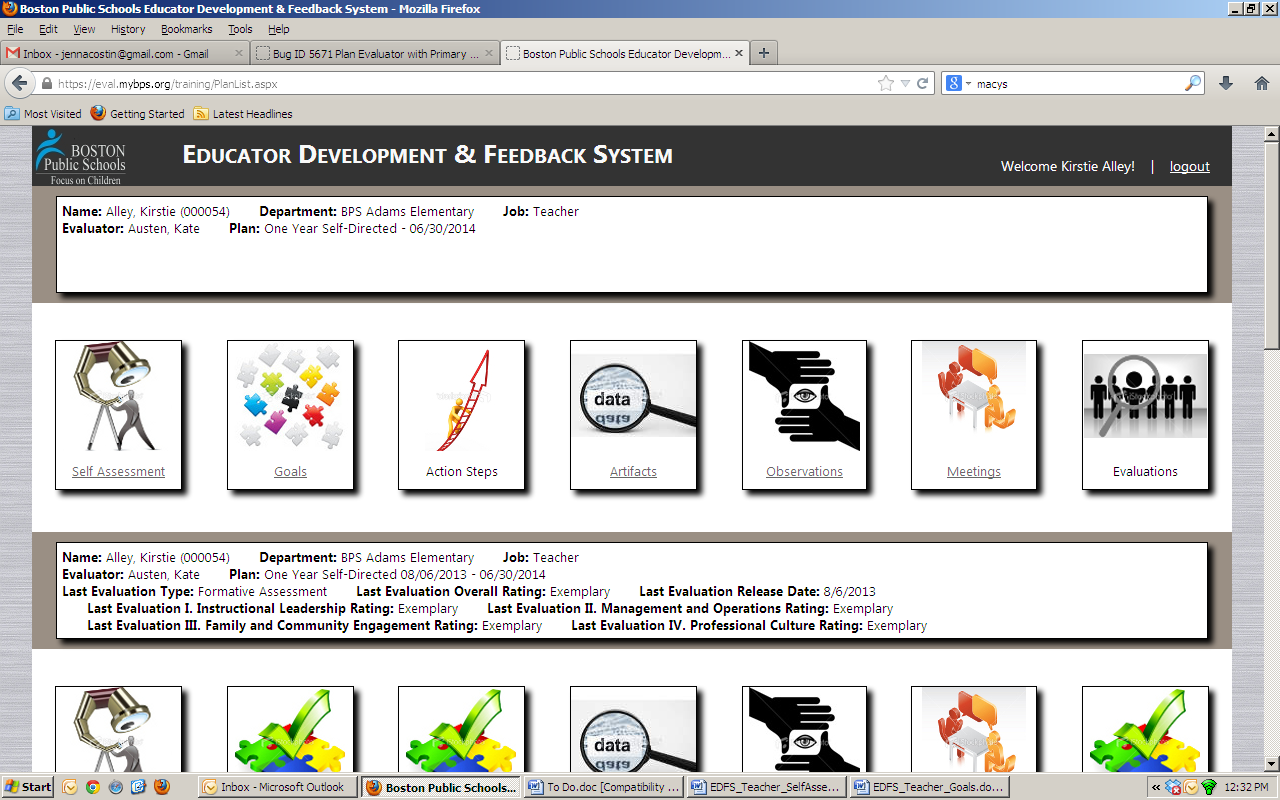 Boston Public Schools Educator Development & Feedback System - Mozilla Firefox
File Edit View History Bookmarks Tools Help
Inbox - jennacostin@gmail.com - Gmail
Bug ID 5671 Plan Evaluator with Primary ...
Boston Public Schools Educator Developm...
https://eval.mybps.org/training/PlanList.aspx
macys
Most Visited Getting Started Latest Headlines
BOSTON
Public Schools
Focus on Children
EDUCATOR DEVELOPMENT & FEEDBACK SYSTEM
Welcome Kirstie Alley! | logout
Name: Alley, Kirstie (000054) Department: BPS Adams Elementary Job: Teacher
Evaluator: Austen, Kate Plan: One Year Self-Directed - 06/30/2014
data
data
Self Assessment Goals Action Steps Artifacts Observations Meetings Evaluations
Name: Alley, Kirstie (000054) Department: BPS Adams Elementary Job: Teacher
Evaluator: Austen, Kate Plan: One Year Self-Directed 08/06/2013 - 06/30/2014
Last Evaluation Type: Formative Assessment Last Evaluation Overall Rating: Exemplary Last Evaluation Release Date: 8/6/2013
Last Evaluation I. Instructional Leadership Rating: Exemplary Last Evaluation II. Management and Operations Rating: Exemplary
Last Evaluation III. Family and Community Engagement Rating: Exemplary Last Evaluation IV. Professional Culture Rating: Exemplary
data
data
Start Inbox - Microsoft Outlook Boston Public Schools... To Do.doc [Compatibility ... EDFS_Teacher_SelfAsse... EDFS_Teacher_Goals.do... 12:32 PM